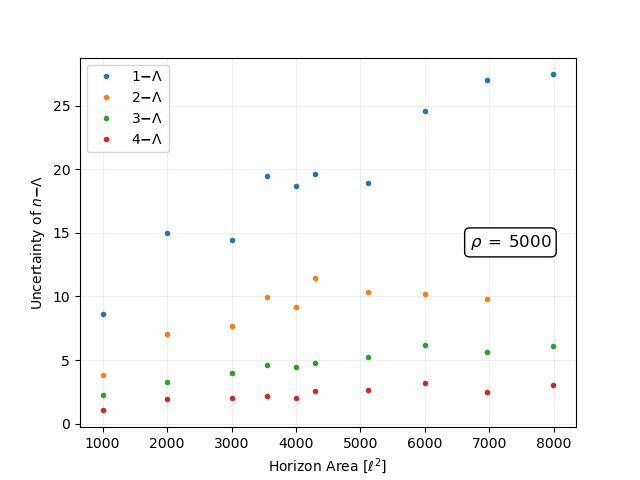 1−Λ
2−Λ
3−Λ
4−Λ
ρ = 5000
Uncertainty of n−Λ
25
20
15
10
5
0
1000 2000 3000 4000 5000 6000 7000 8000
Horizon Area [ℓ²]